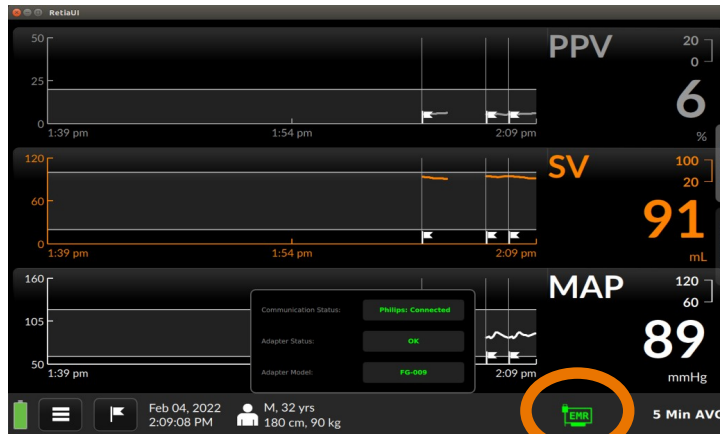 RetiaUI
50
25
0
1:39 pm
1:54 pm
2:09 pm
PPV
20
0
6
%
120
60
0
1:39 pm
1:54 pm
2:09 pm
SV
100
20
91
mL
160
105
50
1:39 pm
2:09 pm
MAP
120
60
89
mmHg
Communication Status: Philips: Connected
Adapter Status: OK
Adapter Model: FG-009
Feb 04, 2022
2:09:08 PM
M, 32 yrs
180 cm, 90 kg
EMR
5 Min AVG